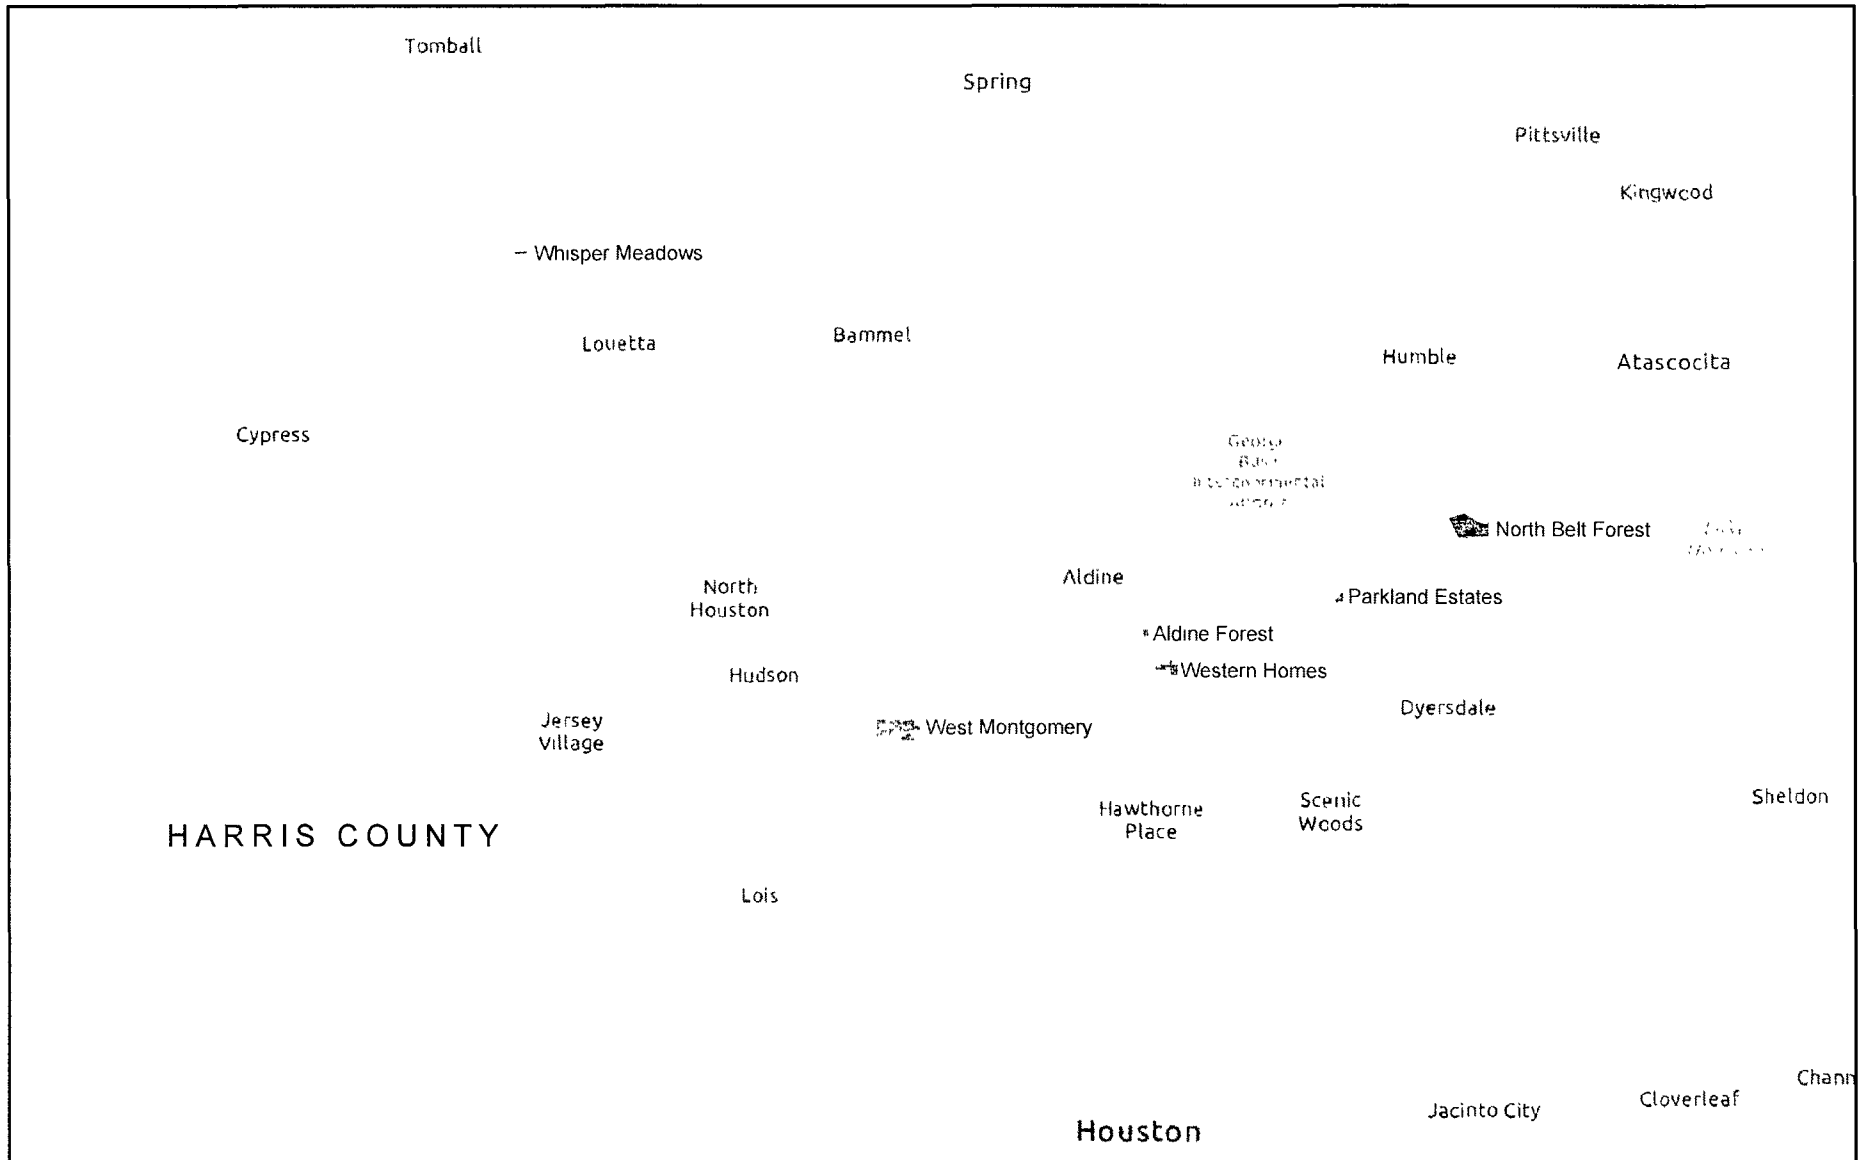 Tomball
Spring
Pittsville
Kingwood
Whisper Meadows
Louetta
Bammel
Humble
Atascocita
Cypress
North Belt Forest
Aldine
North
Houston
Parkland Estates
Aldine Forest
Western Homes
Hudson
Dyersdale
Jersey
Village
West Montgomery
Hawthorne
Place
Scenic
Woods
Sheldon
HARRIS COUNTY
Lois
Chann
Cloverleaf
Jacinto City
Houston